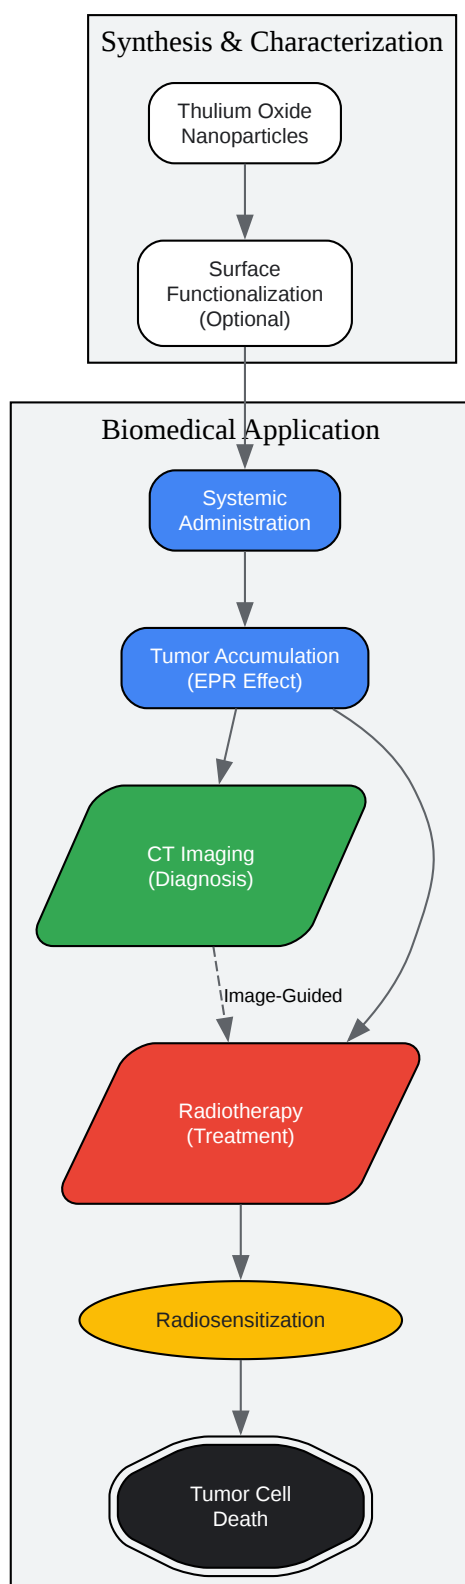 Synthesis & Characterization
Thulium Oxide
Nanoparticles
Surface
Functionalization
(Optional)
Biomedical Application
Systemic
Administration
Tumor Accumulation
(EPR Effect)
CT Imaging
(Diagnosis)
Image-Guided
Radiotherapy
(Treatment)
Radiosensitization
Tumor Cell
Death